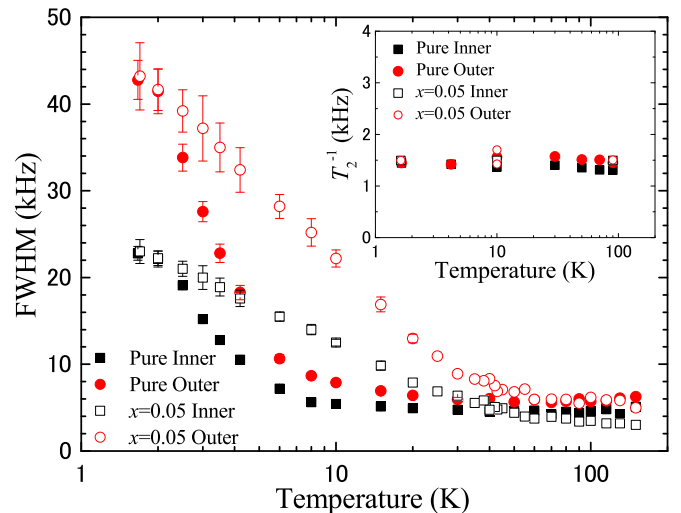 50
40
30
20
10
0
FWHM (kHz)
1
10
100
Temperature (K)
Pure Inner
Pure Outer
x=0.05 Inner
x=0.05 Outer
4
3
2
1
0
T₂⁻¹ (kHz)
1
10
100
Temperature (K)
Pure Inner
Pure Outer
x=0.05 Inner
x=0.05 Outer